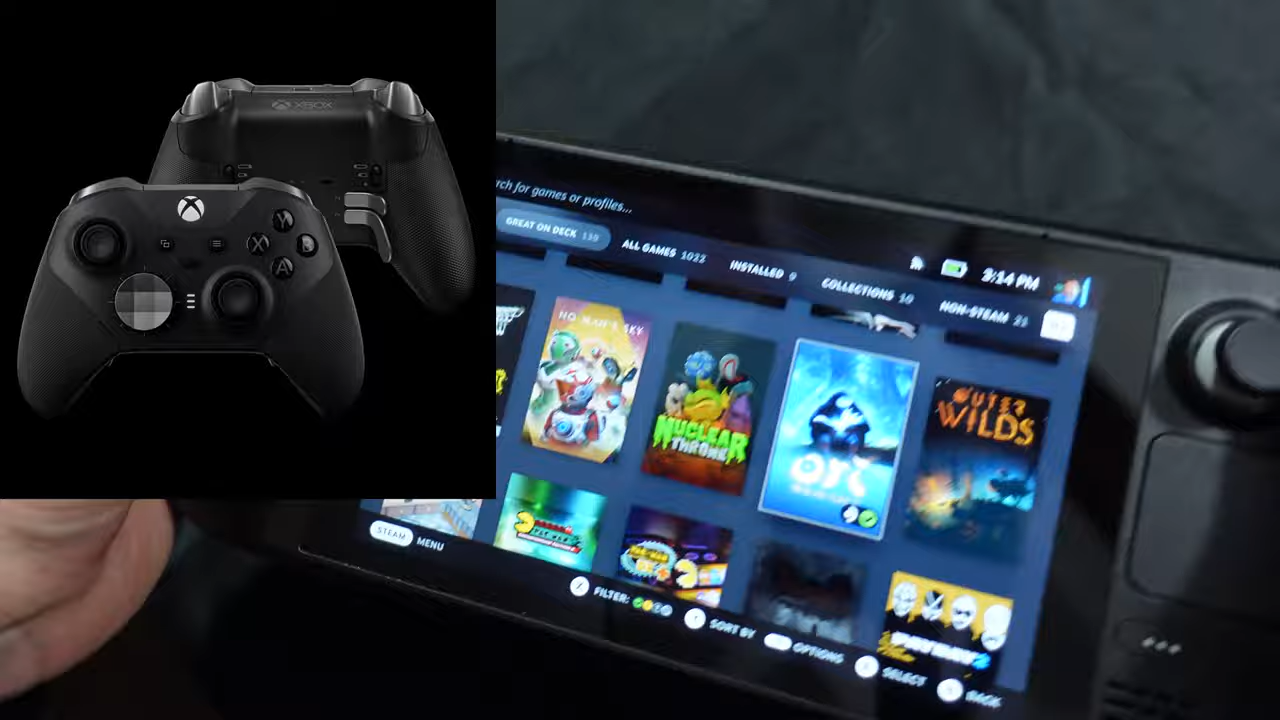 XBOX
Y
X
B
A
rch for games or profiles...
GREAT ON DECK 139
ALL GAMES 1022
INSTALLED 9
COLLECTIONS 10
NON-STEAM 21
3:14 PM
NO MAN'S SKY
NUCLEAR
THRONE
ORI
OUTER
WILDS
STEAM MENU
FILTER:
SORT BY
OPTIONS
SELECT
BACK